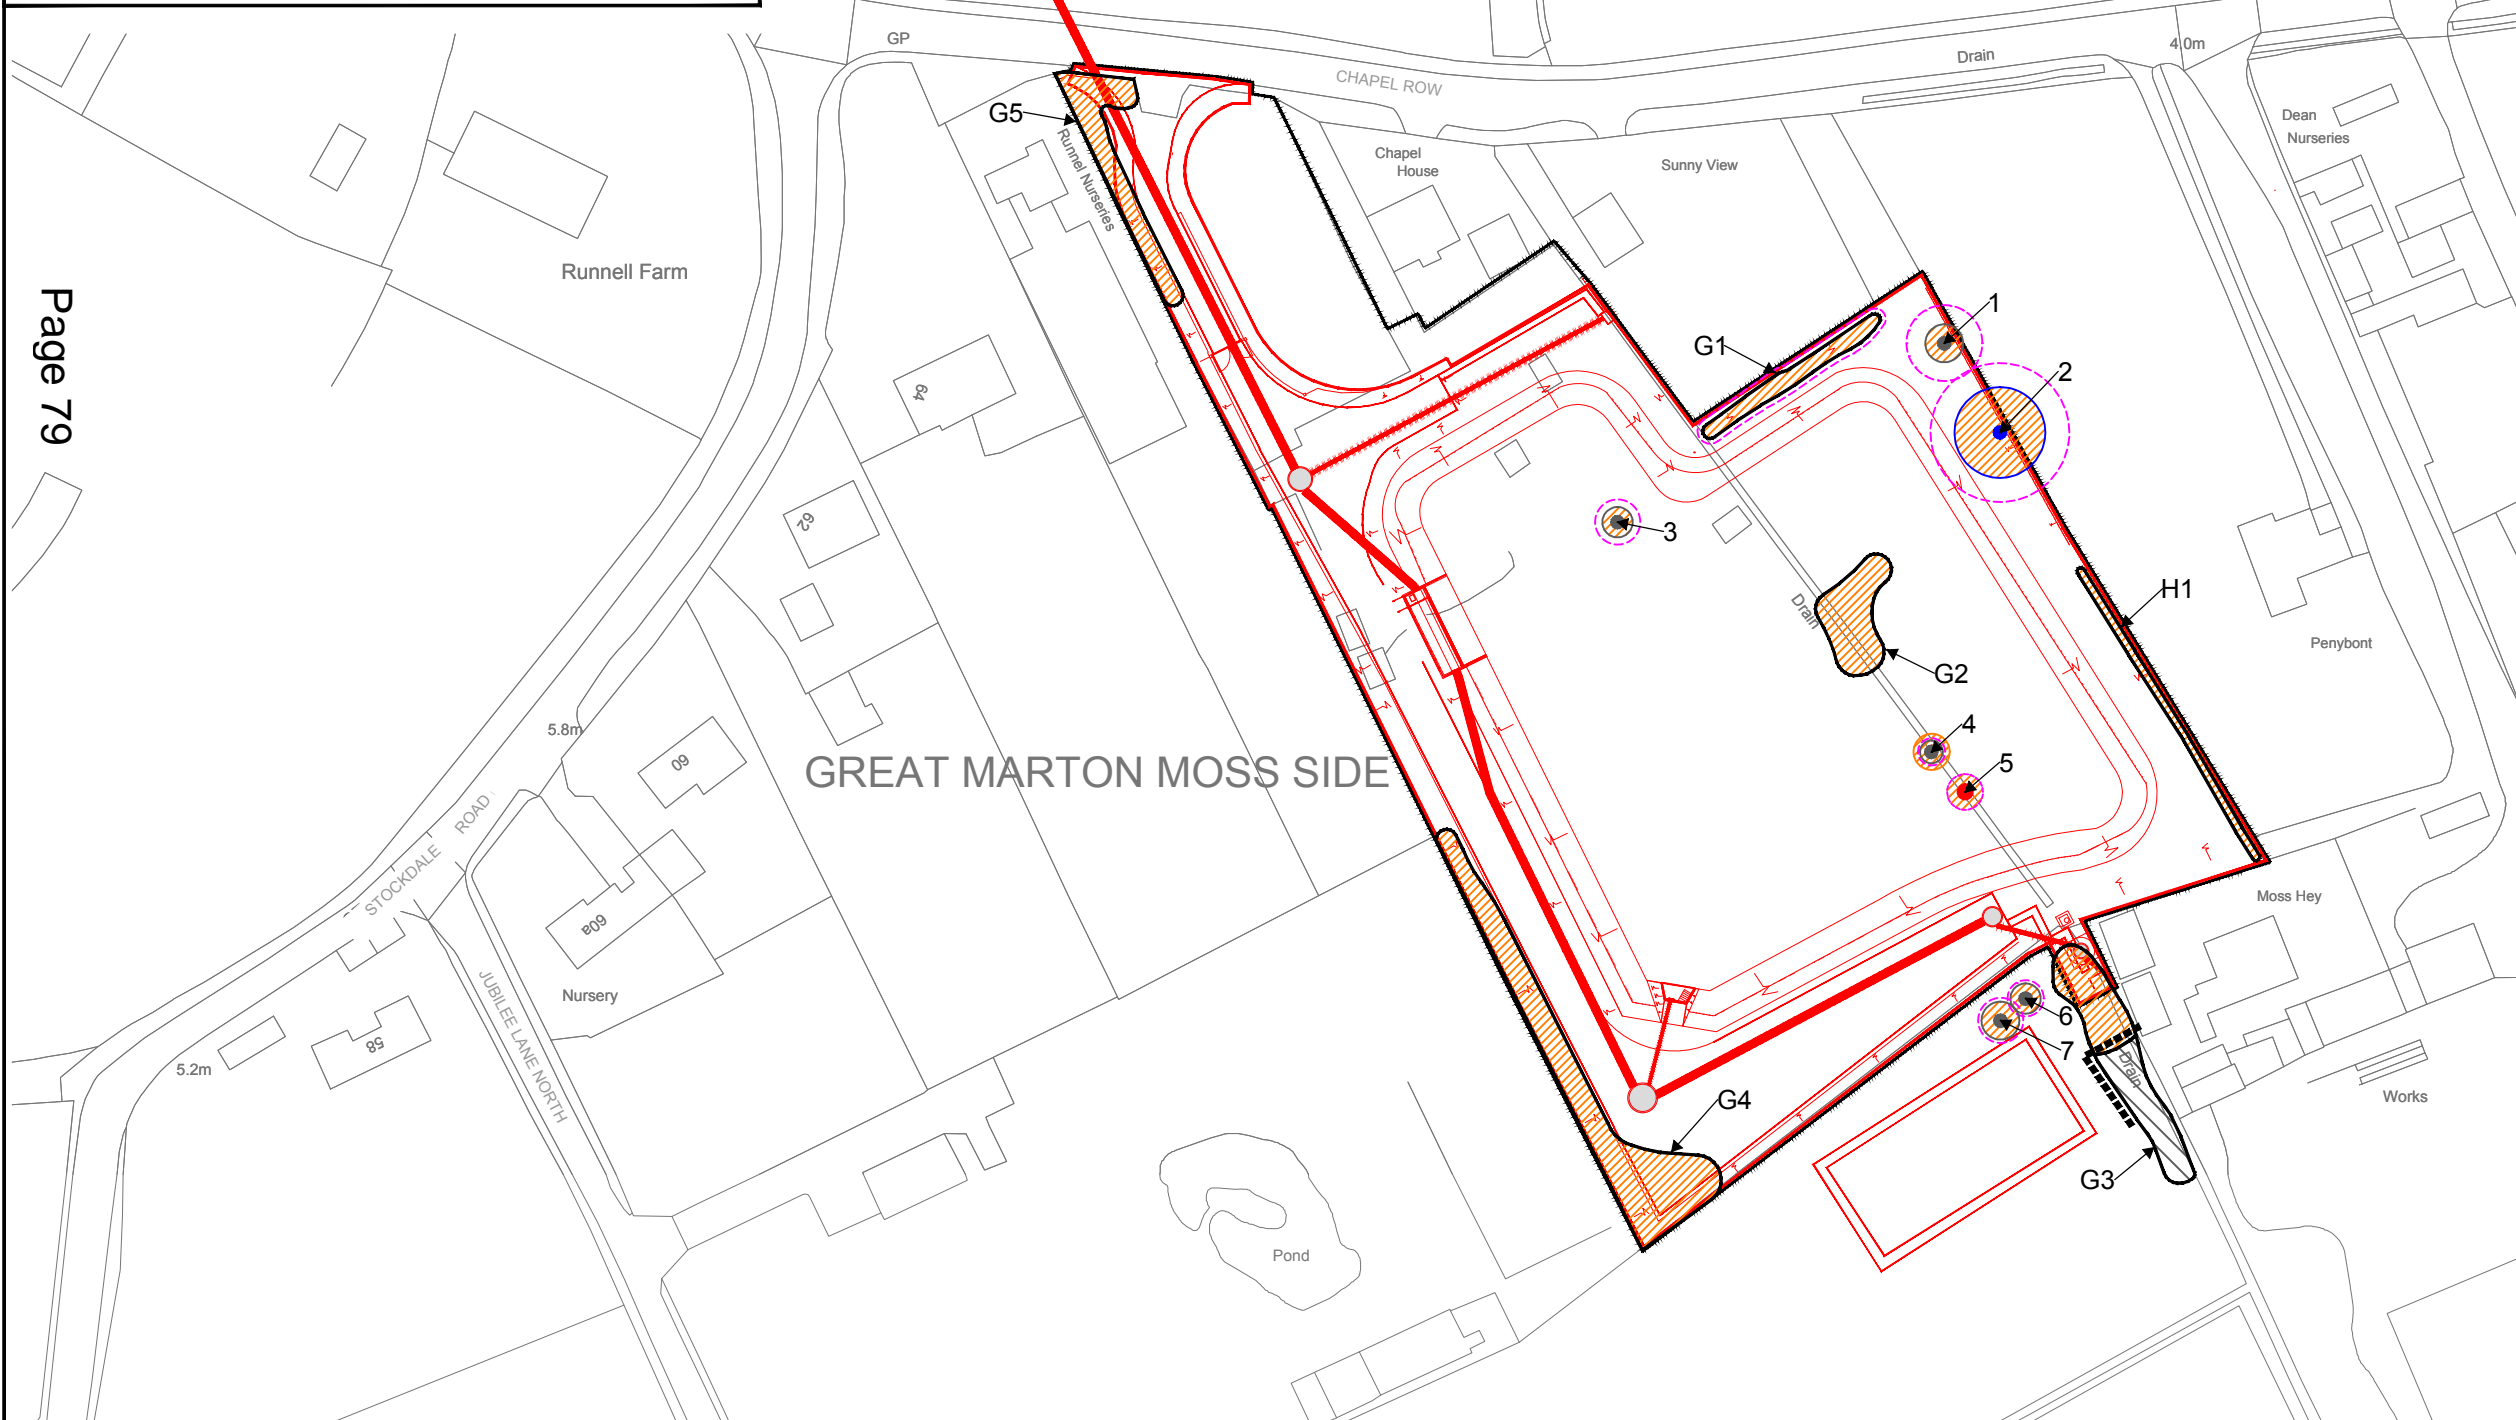 GP
CHAPEL ROW
Drain
4.0m
Dean
Nurseries
G5
Runnel Nurseries
Chapel
House
Sunny View
Runnell Farm
Page 79
1
G1
2
64
62
3
Drain
H1
G2
Penybont
4
5
5.8m
60
GREAT MARTON MOSS SIDE
STOCKDALE ROAD
60a
Nursery
JUBILEE LANE NORTH
58
5.2m
Moss Hey
6
7
Drain
Works
G4
G3
Pond